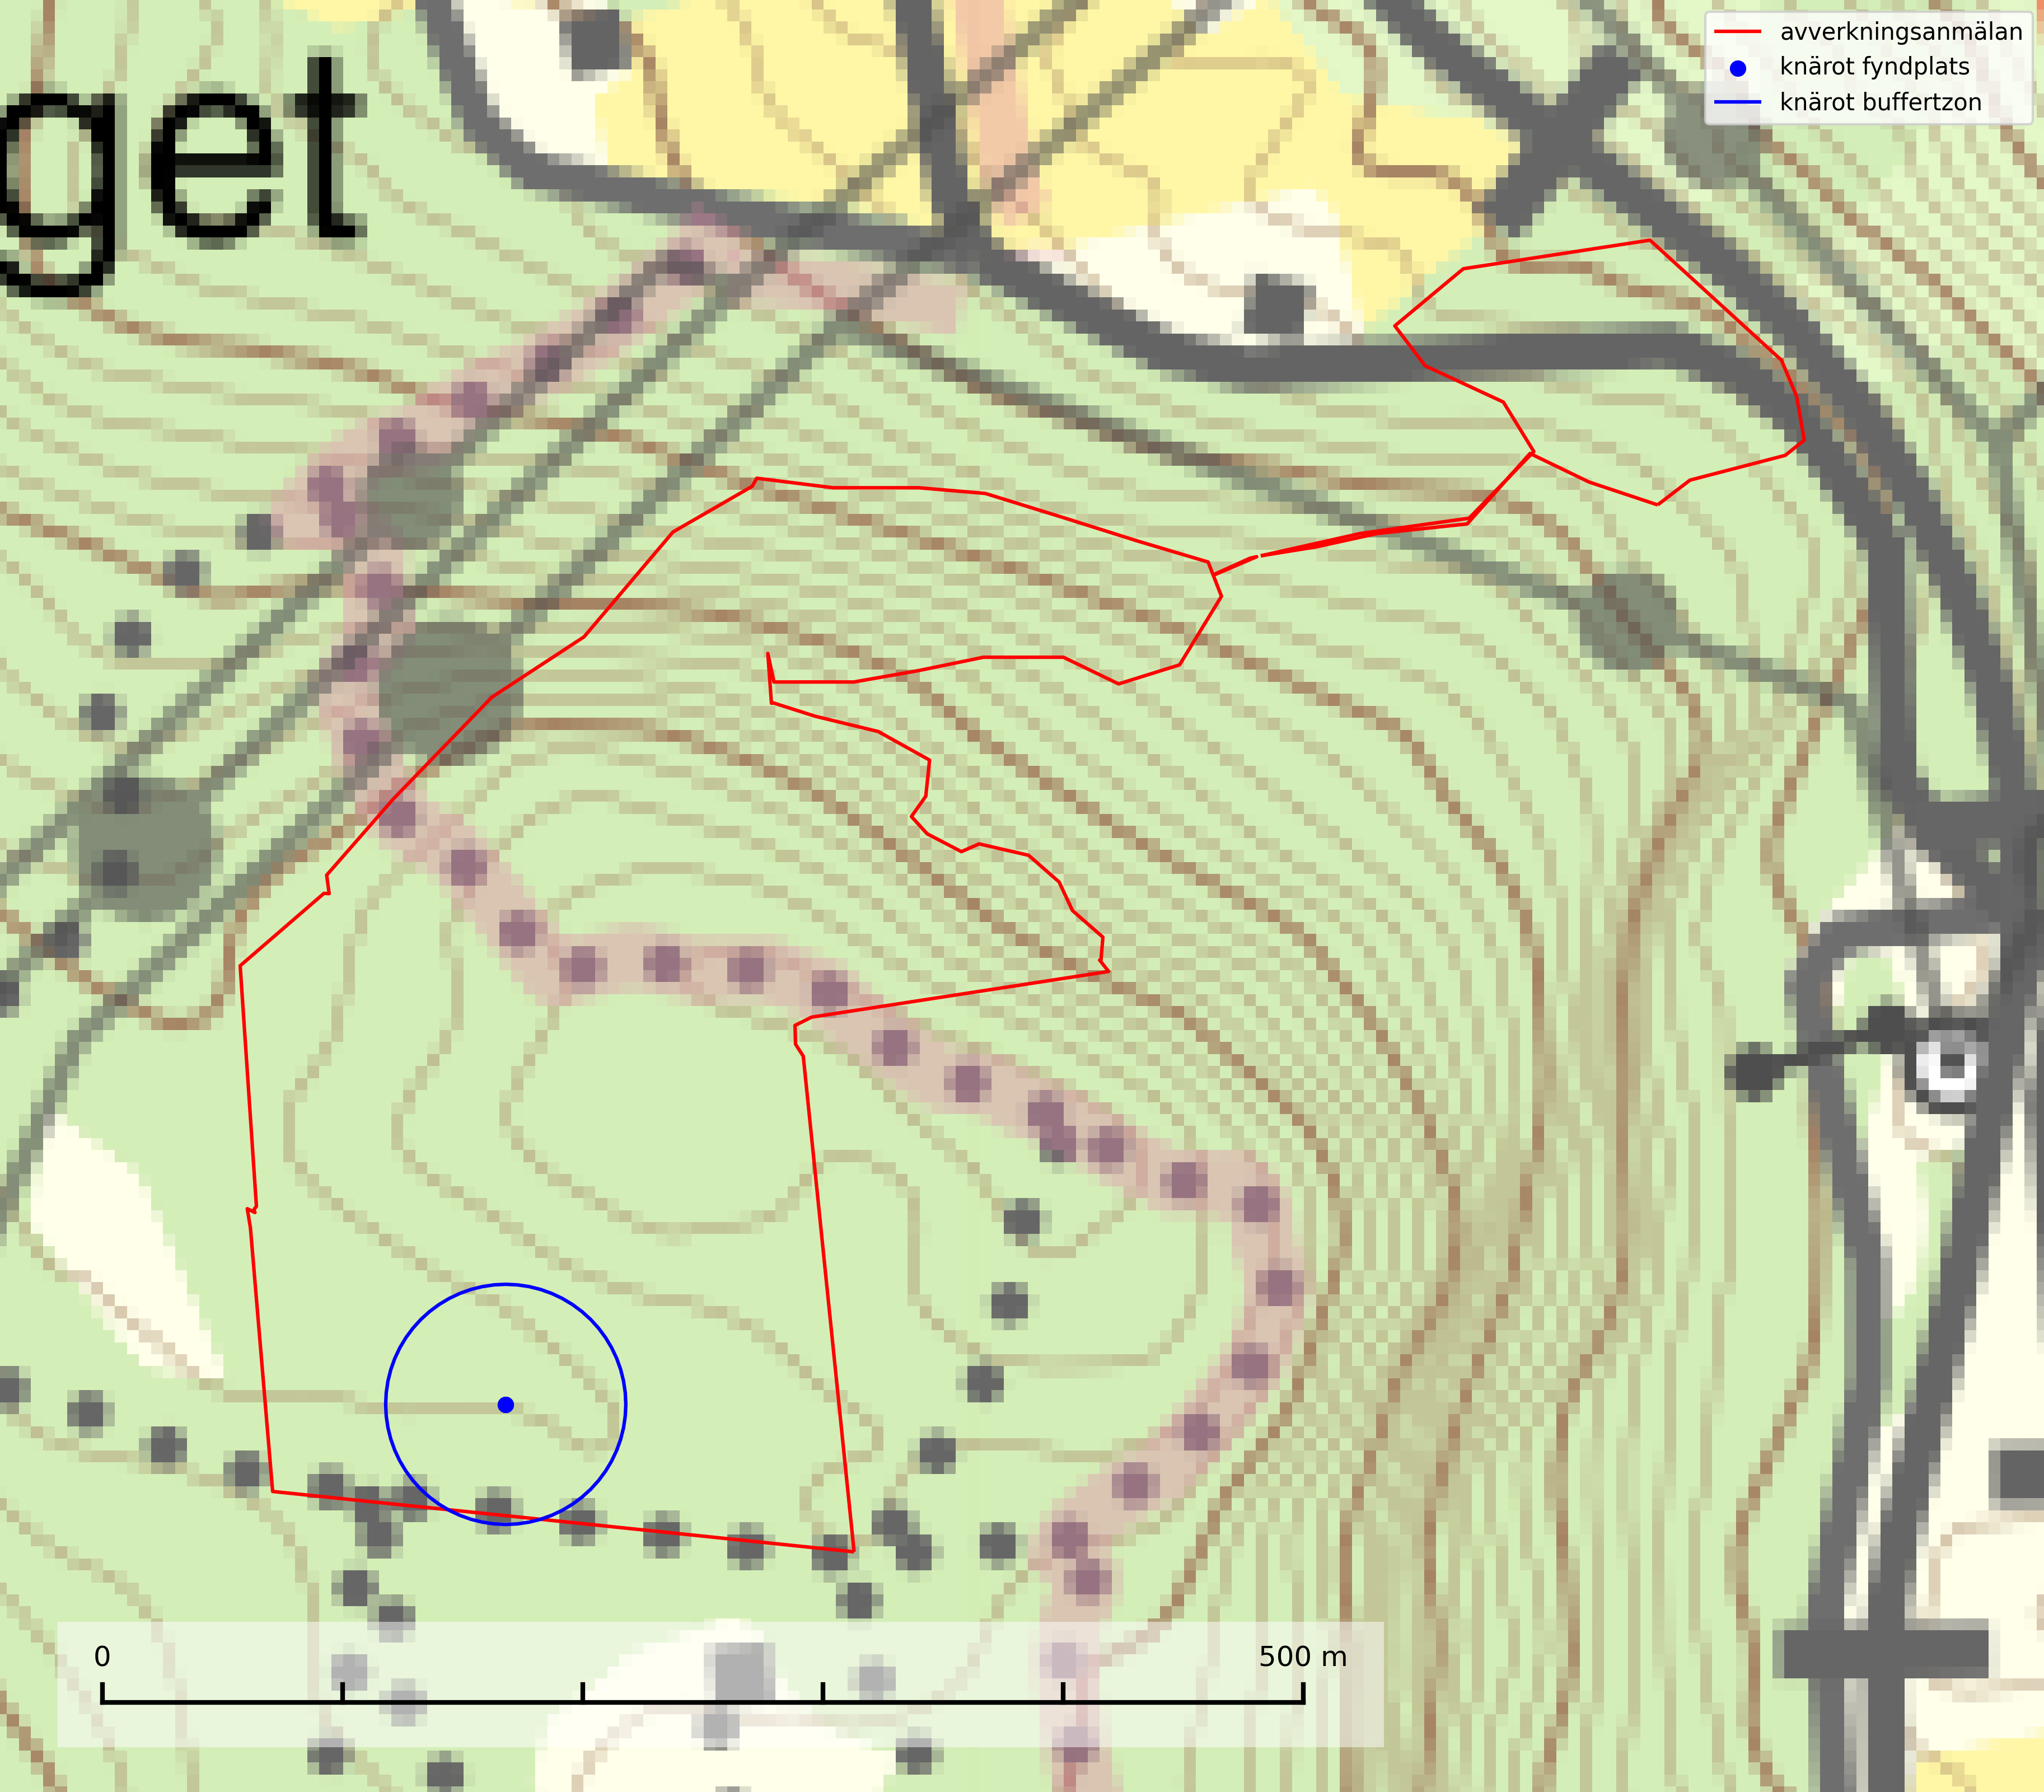 get
avverkningsanmälan
knärot fyndplats
knärot buffertzon
0
500 m